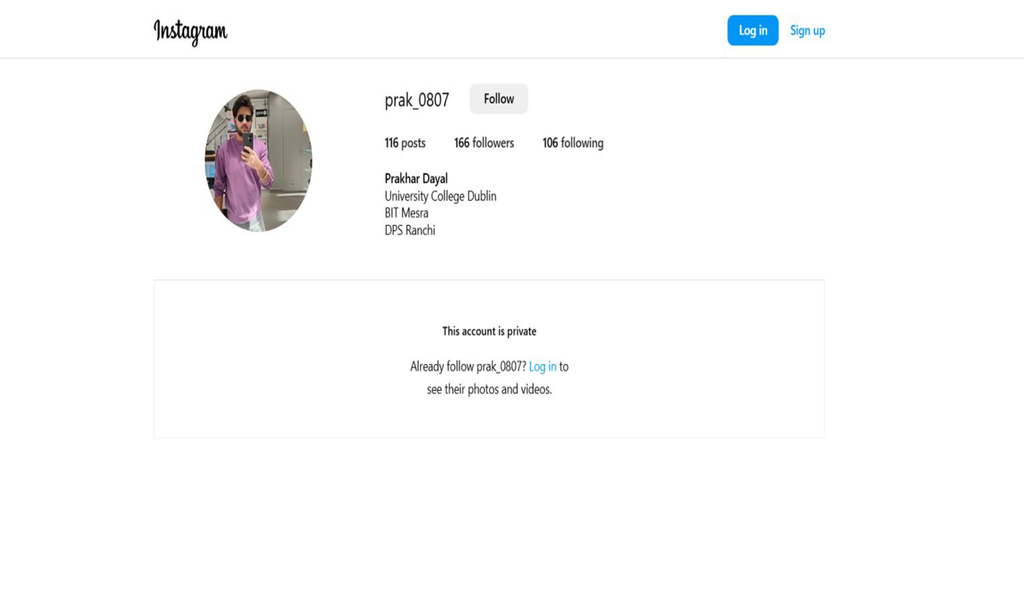 Instagram
Log in Sign up
prak_0807 Follow
116 posts 166 followers 106 following
Prakhar Dayal
University College Dublin
BIT Mesra
DPS Ranchi
This account is private
Already follow prak_0807? Log in to
see their photos and videos.